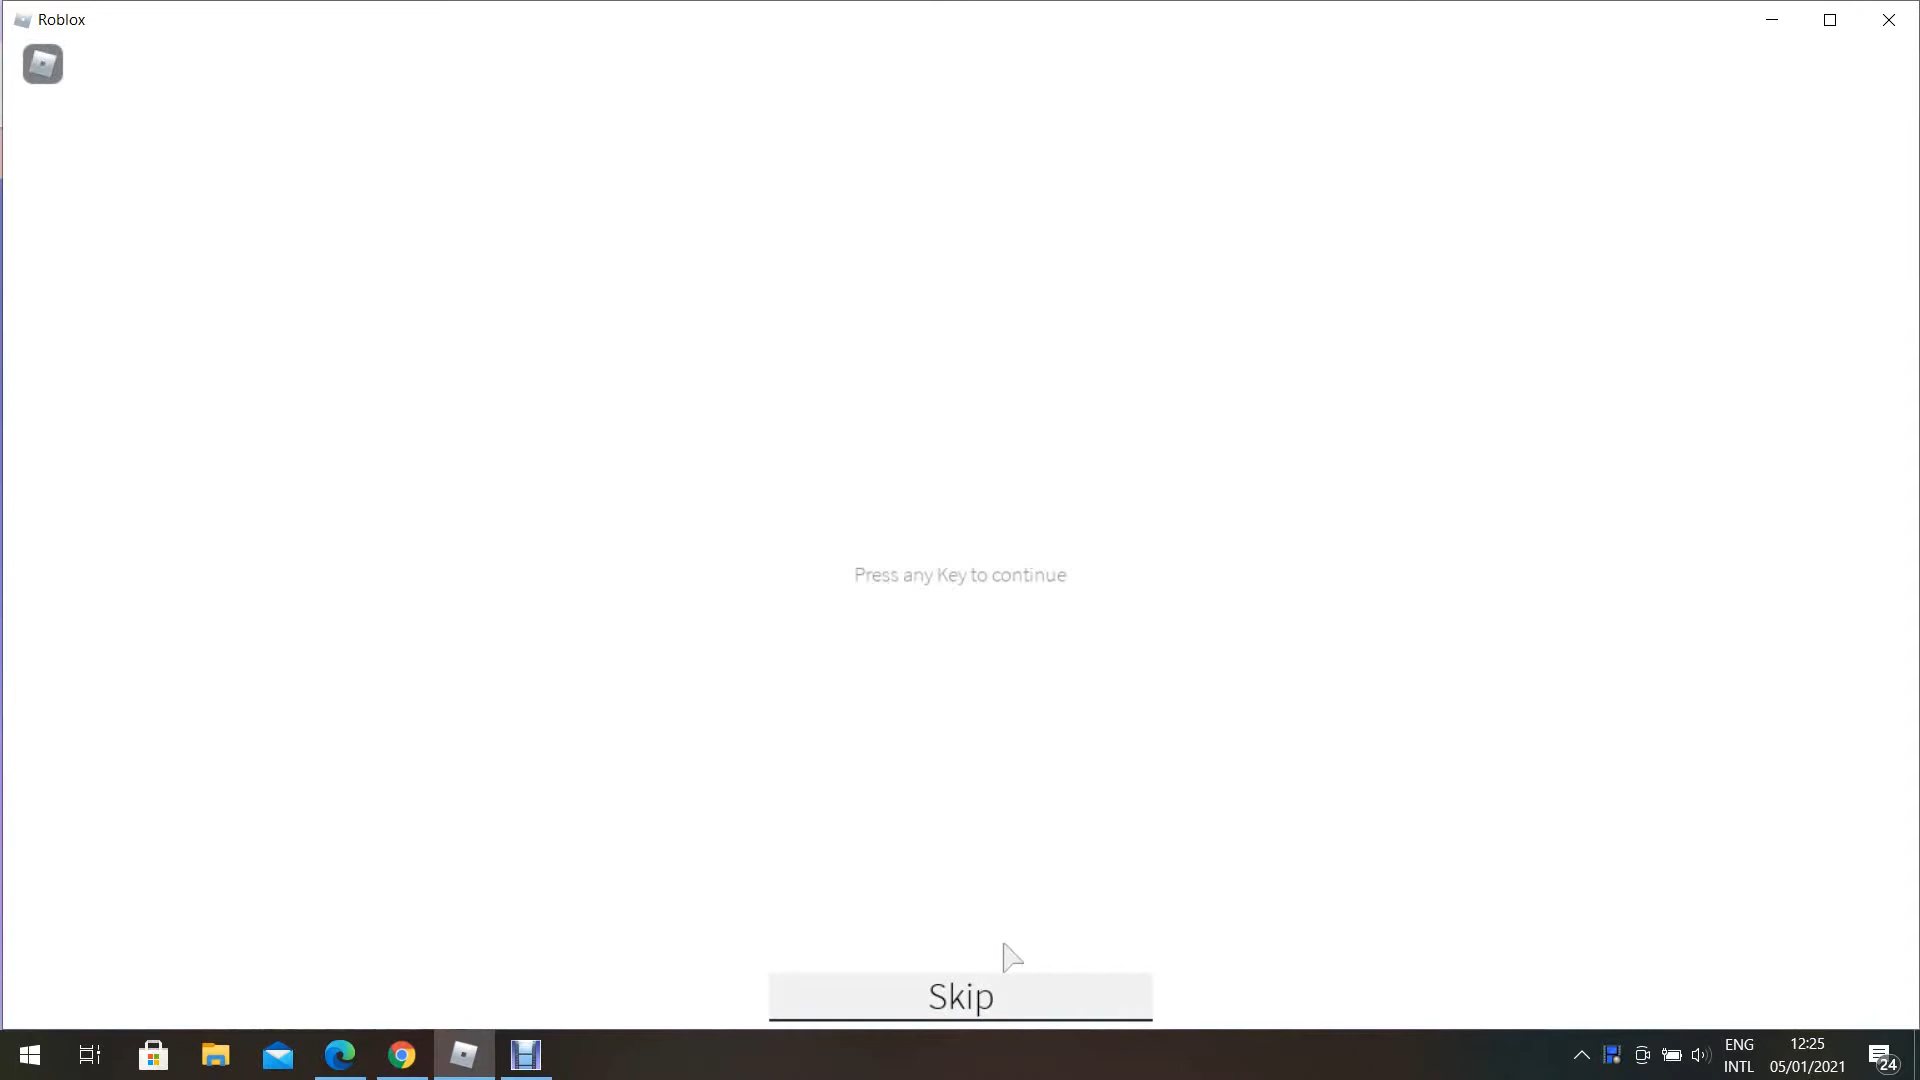 Roblox
Press any Key to continue
Skip
ENG
INTL
12:25
05/01/2021
24